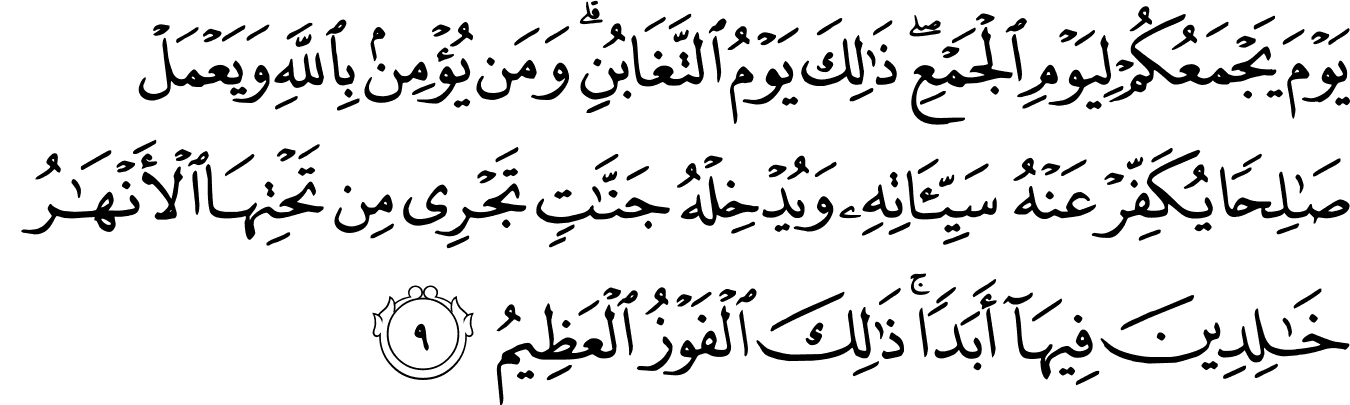 يَوْمَ يَجْمَعُكُمْ لِيَوْمِ ٱلْجَمْعِ ۖ ذَٰلِكَ يَوْمُ ٱلتَّغَابُنِ ۗ وَمَن يُؤْمِنۢ بِٱللَّهِ وَيَعْمَلْ
صَـٰلِحًا يُكَفِّرْ عَنْهُ سَيِّـَٔاتِهِۦ وَيُدْخِلْهُ جَنَّـٰتٍ تَجْرِى مِن تَحْتِهَا ٱلْأَنْهَـٰرُ
خَـٰلِدِينَ فِيهَآ أَبَدًا ۚ ذَٰلِكَ ٱلْفَوْزُ ٱلْعَظِيمُ ٩